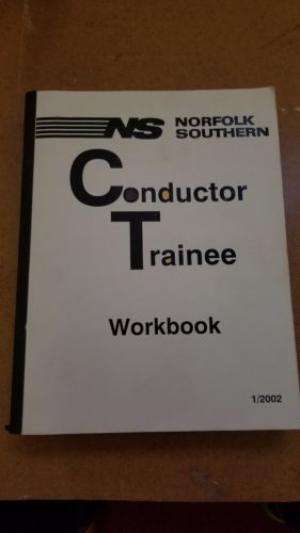 NS NORFOLK
SOUTHERN
Conductor
Trainee
Workbook
1/2002